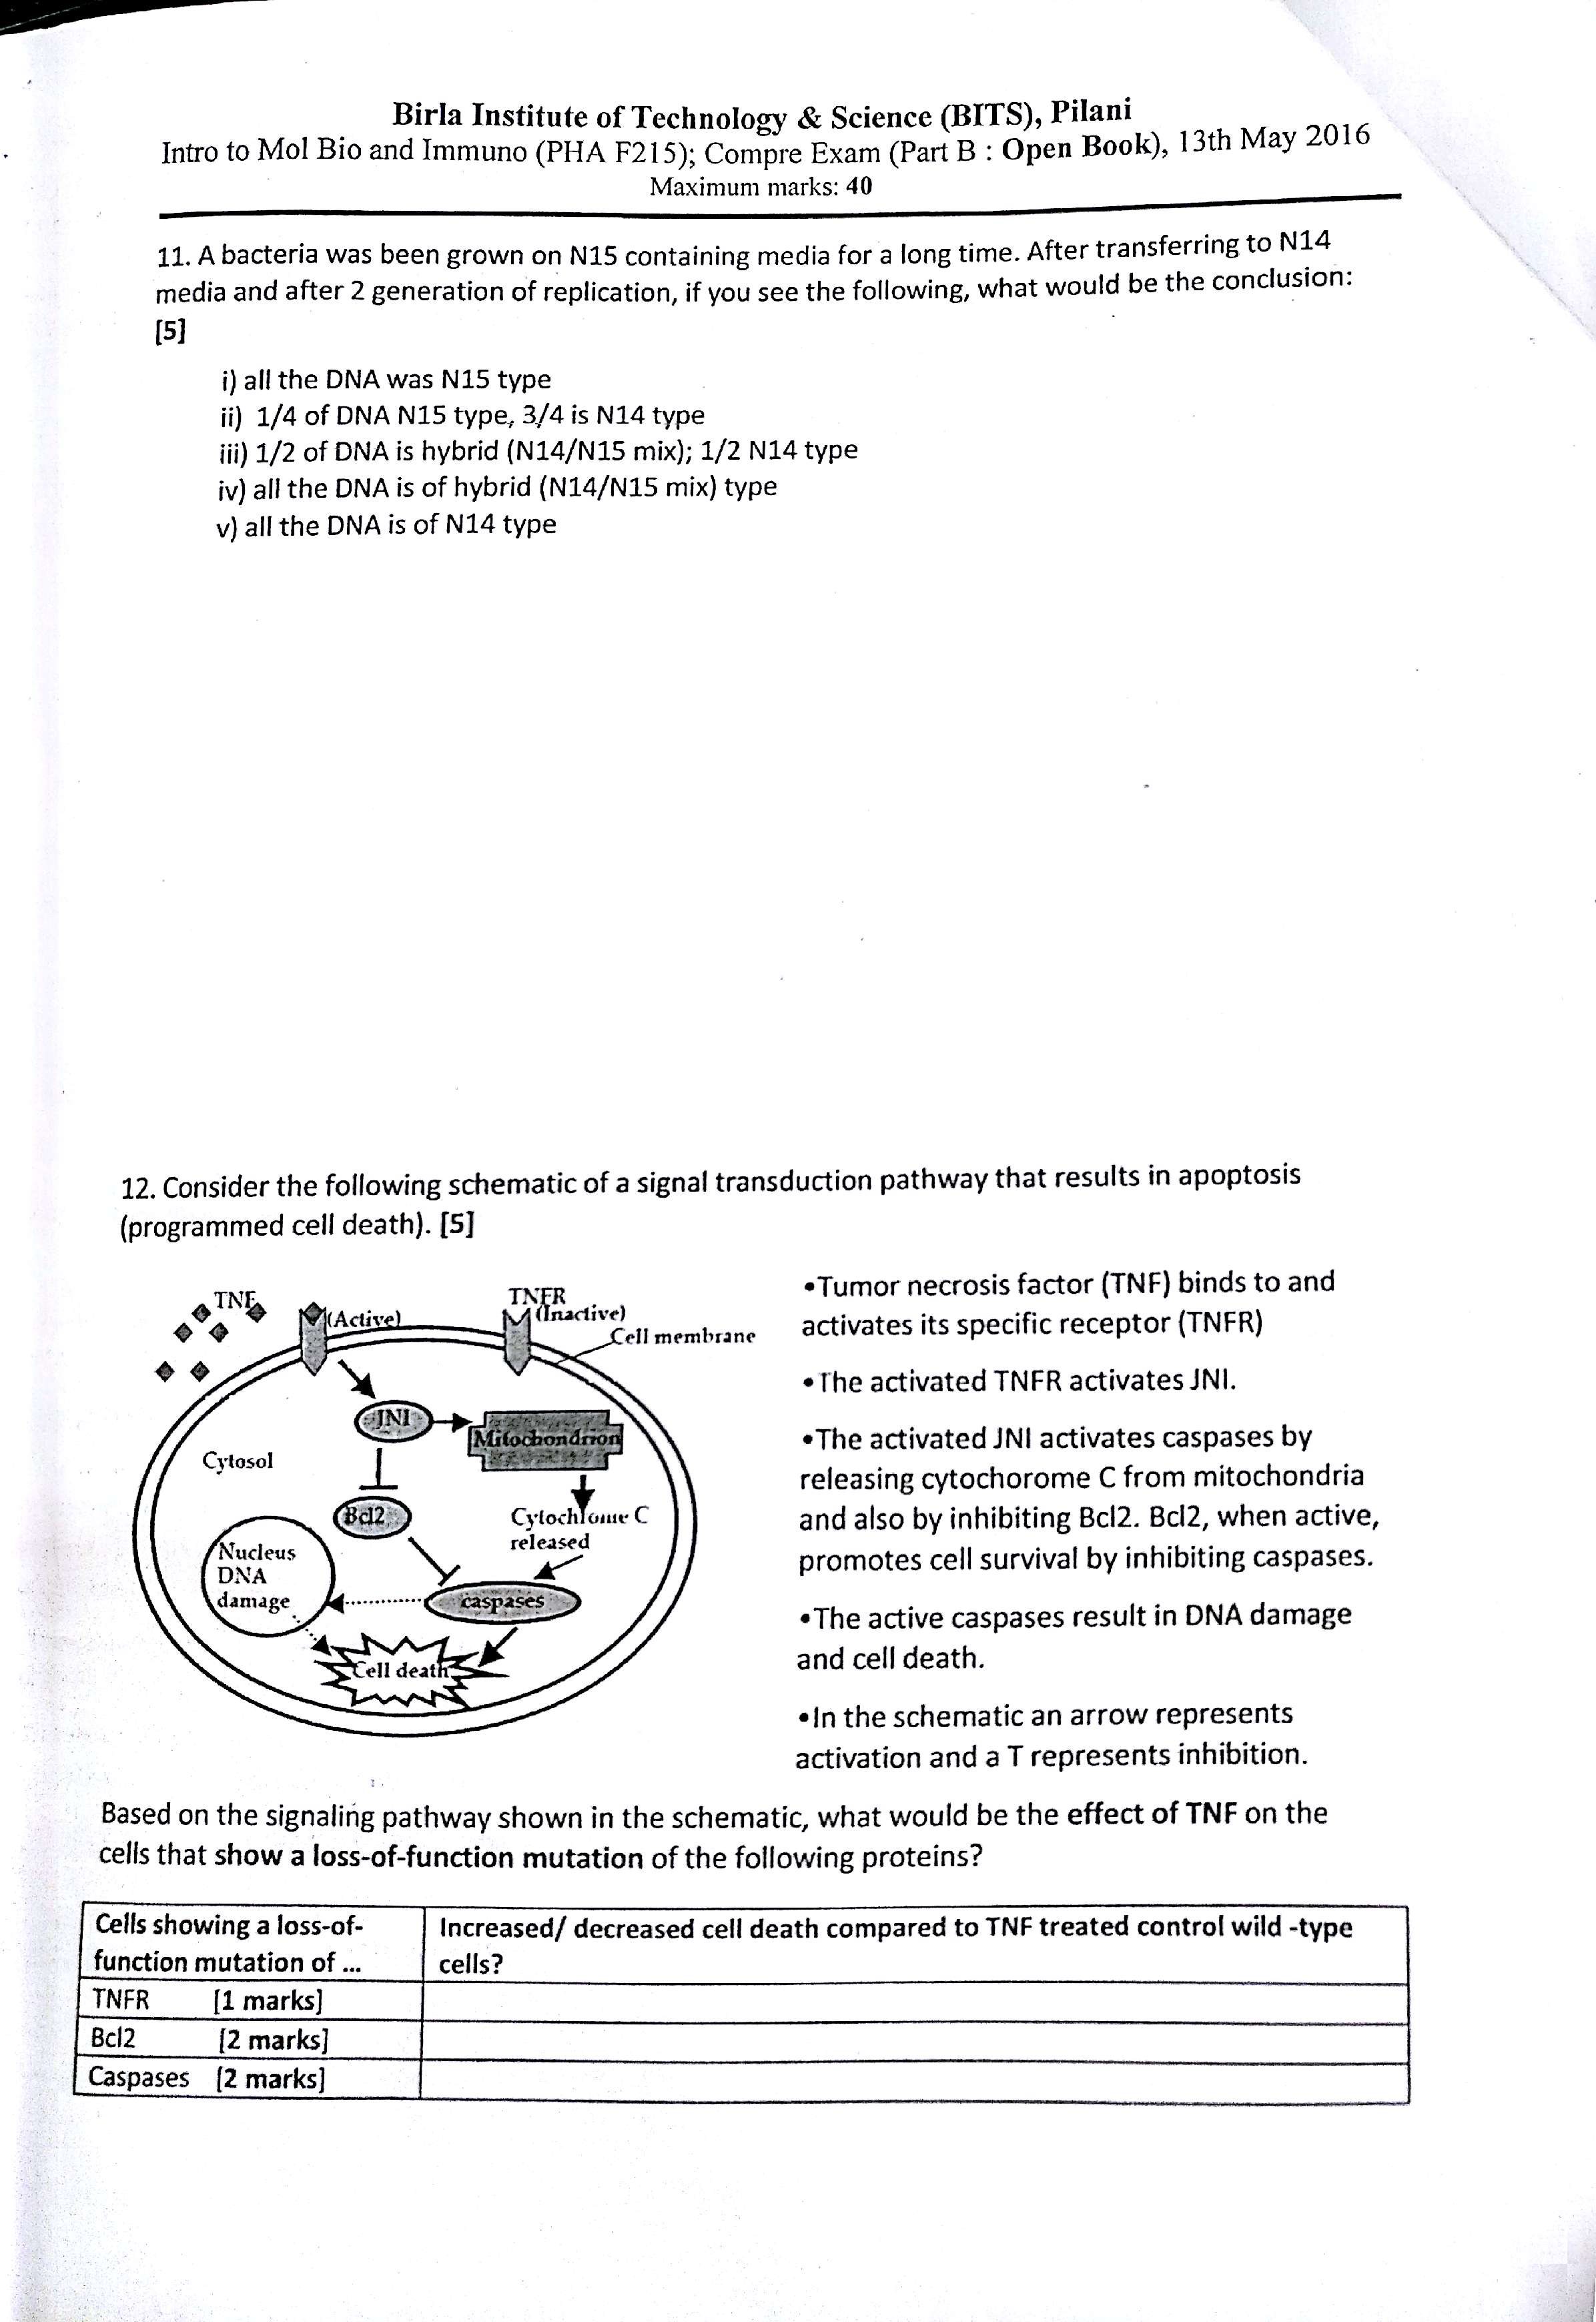 Birla Institute of Technology & Science (BITS), Pilani
Intro to Mol Bio and Immuno (PHA F215); Compre Exam (Part B : Open Book), 13th May 2016
Maximum marks: 40
11. A bacteria was been grown on N15 containing media for a long time. After transferring to N14
media and after 2 generation of replication, if you see the following, what would be the conclusion:
[5]
i) all the DNA was N15 type
ii) 1/4 of DNA N15 type, 3/4 is N14 type
iii) 1/2 of DNA is hybrid (N14/N15 mix); 1/2 N14 type
iv) all the DNA is of hybrid (N14/N15 mix) type
v) all the DNA is of N14 type
12. Consider the following schematic of a signal transduction pathway that results in apoptosis
(programmed cell death). [5]
TNF
(Active)
TNFR
(Inactive)
Cell membrane
JNI
Mitochondrion
Cytosol
Bcl2
Cytochrome C
released
Nucleus
DNA
damage
caspases
Cell death
•Tumor necrosis factor (TNF) binds to and
activates its specific receptor (TNFR)
•The activated TNFR activates JNI.
•The activated JNI activates caspases by
releasing cytochorome C from mitochondria
and also by inhibiting Bcl2. Bcl2, when active,
promotes cell survival by inhibiting caspases.
•The active caspases result in DNA damage
and cell death.
•In the schematic an arrow represents
activation and a T represents inhibition.
Based on the signaling pathway shown in the schematic, what would be the effect of TNF on the
cells that show a loss-of-function mutation of the following proteins?
Cells showing a loss-of-
function mutation of ...
Increased/ decreased cell death compared to TNF treated control wild -type
cells?
TNFR [1 marks]
Bcl2 [2 marks]
Caspases [2 marks]